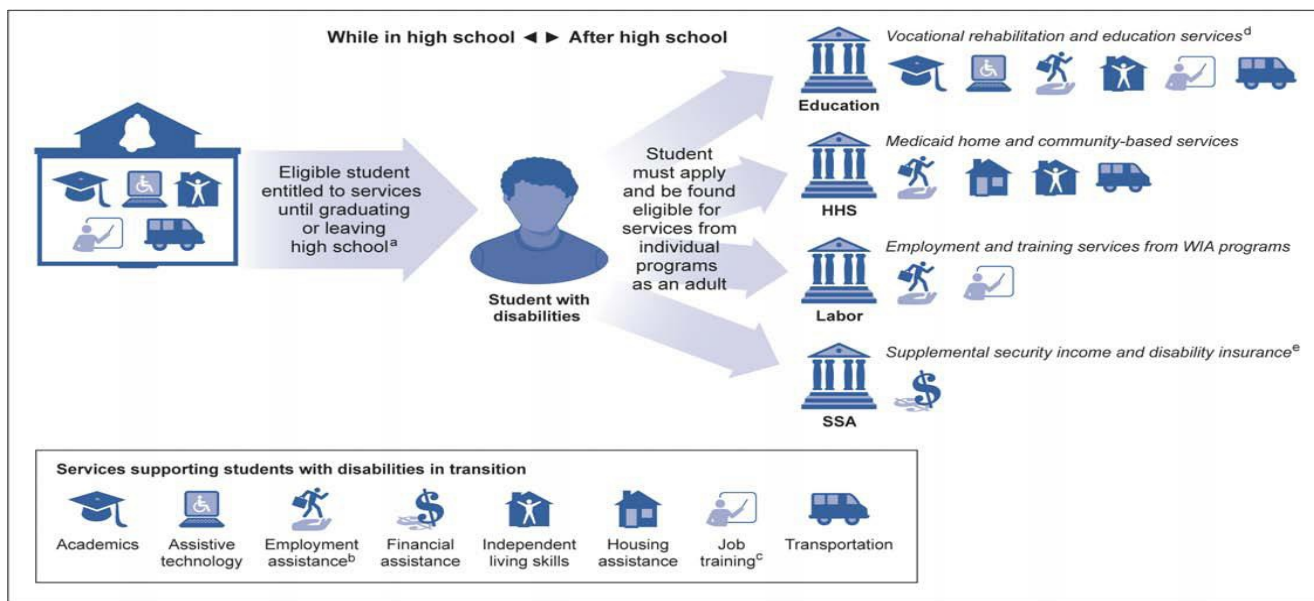 While in high school ◄ ► After high school
Vocational rehabilitation and education services^d
Education
Eligible student
entitled to services
until graduating
or leaving
high school^a
Student with
disabilities
Student
must apply
and be found
eligible for
services from
individual
programs
as an adult
Medicaid home and community-based services
HHS
Employment and training services from WIA programs
Labor
Supplemental security income and disability insurance^e
SSA
Services supporting students with disabilities in transition
Academics
Assistive
technology
Employment
assistance^b
Financial
assistance
Independent
living skills
Housing
assistance
Job
training^c
Transportation